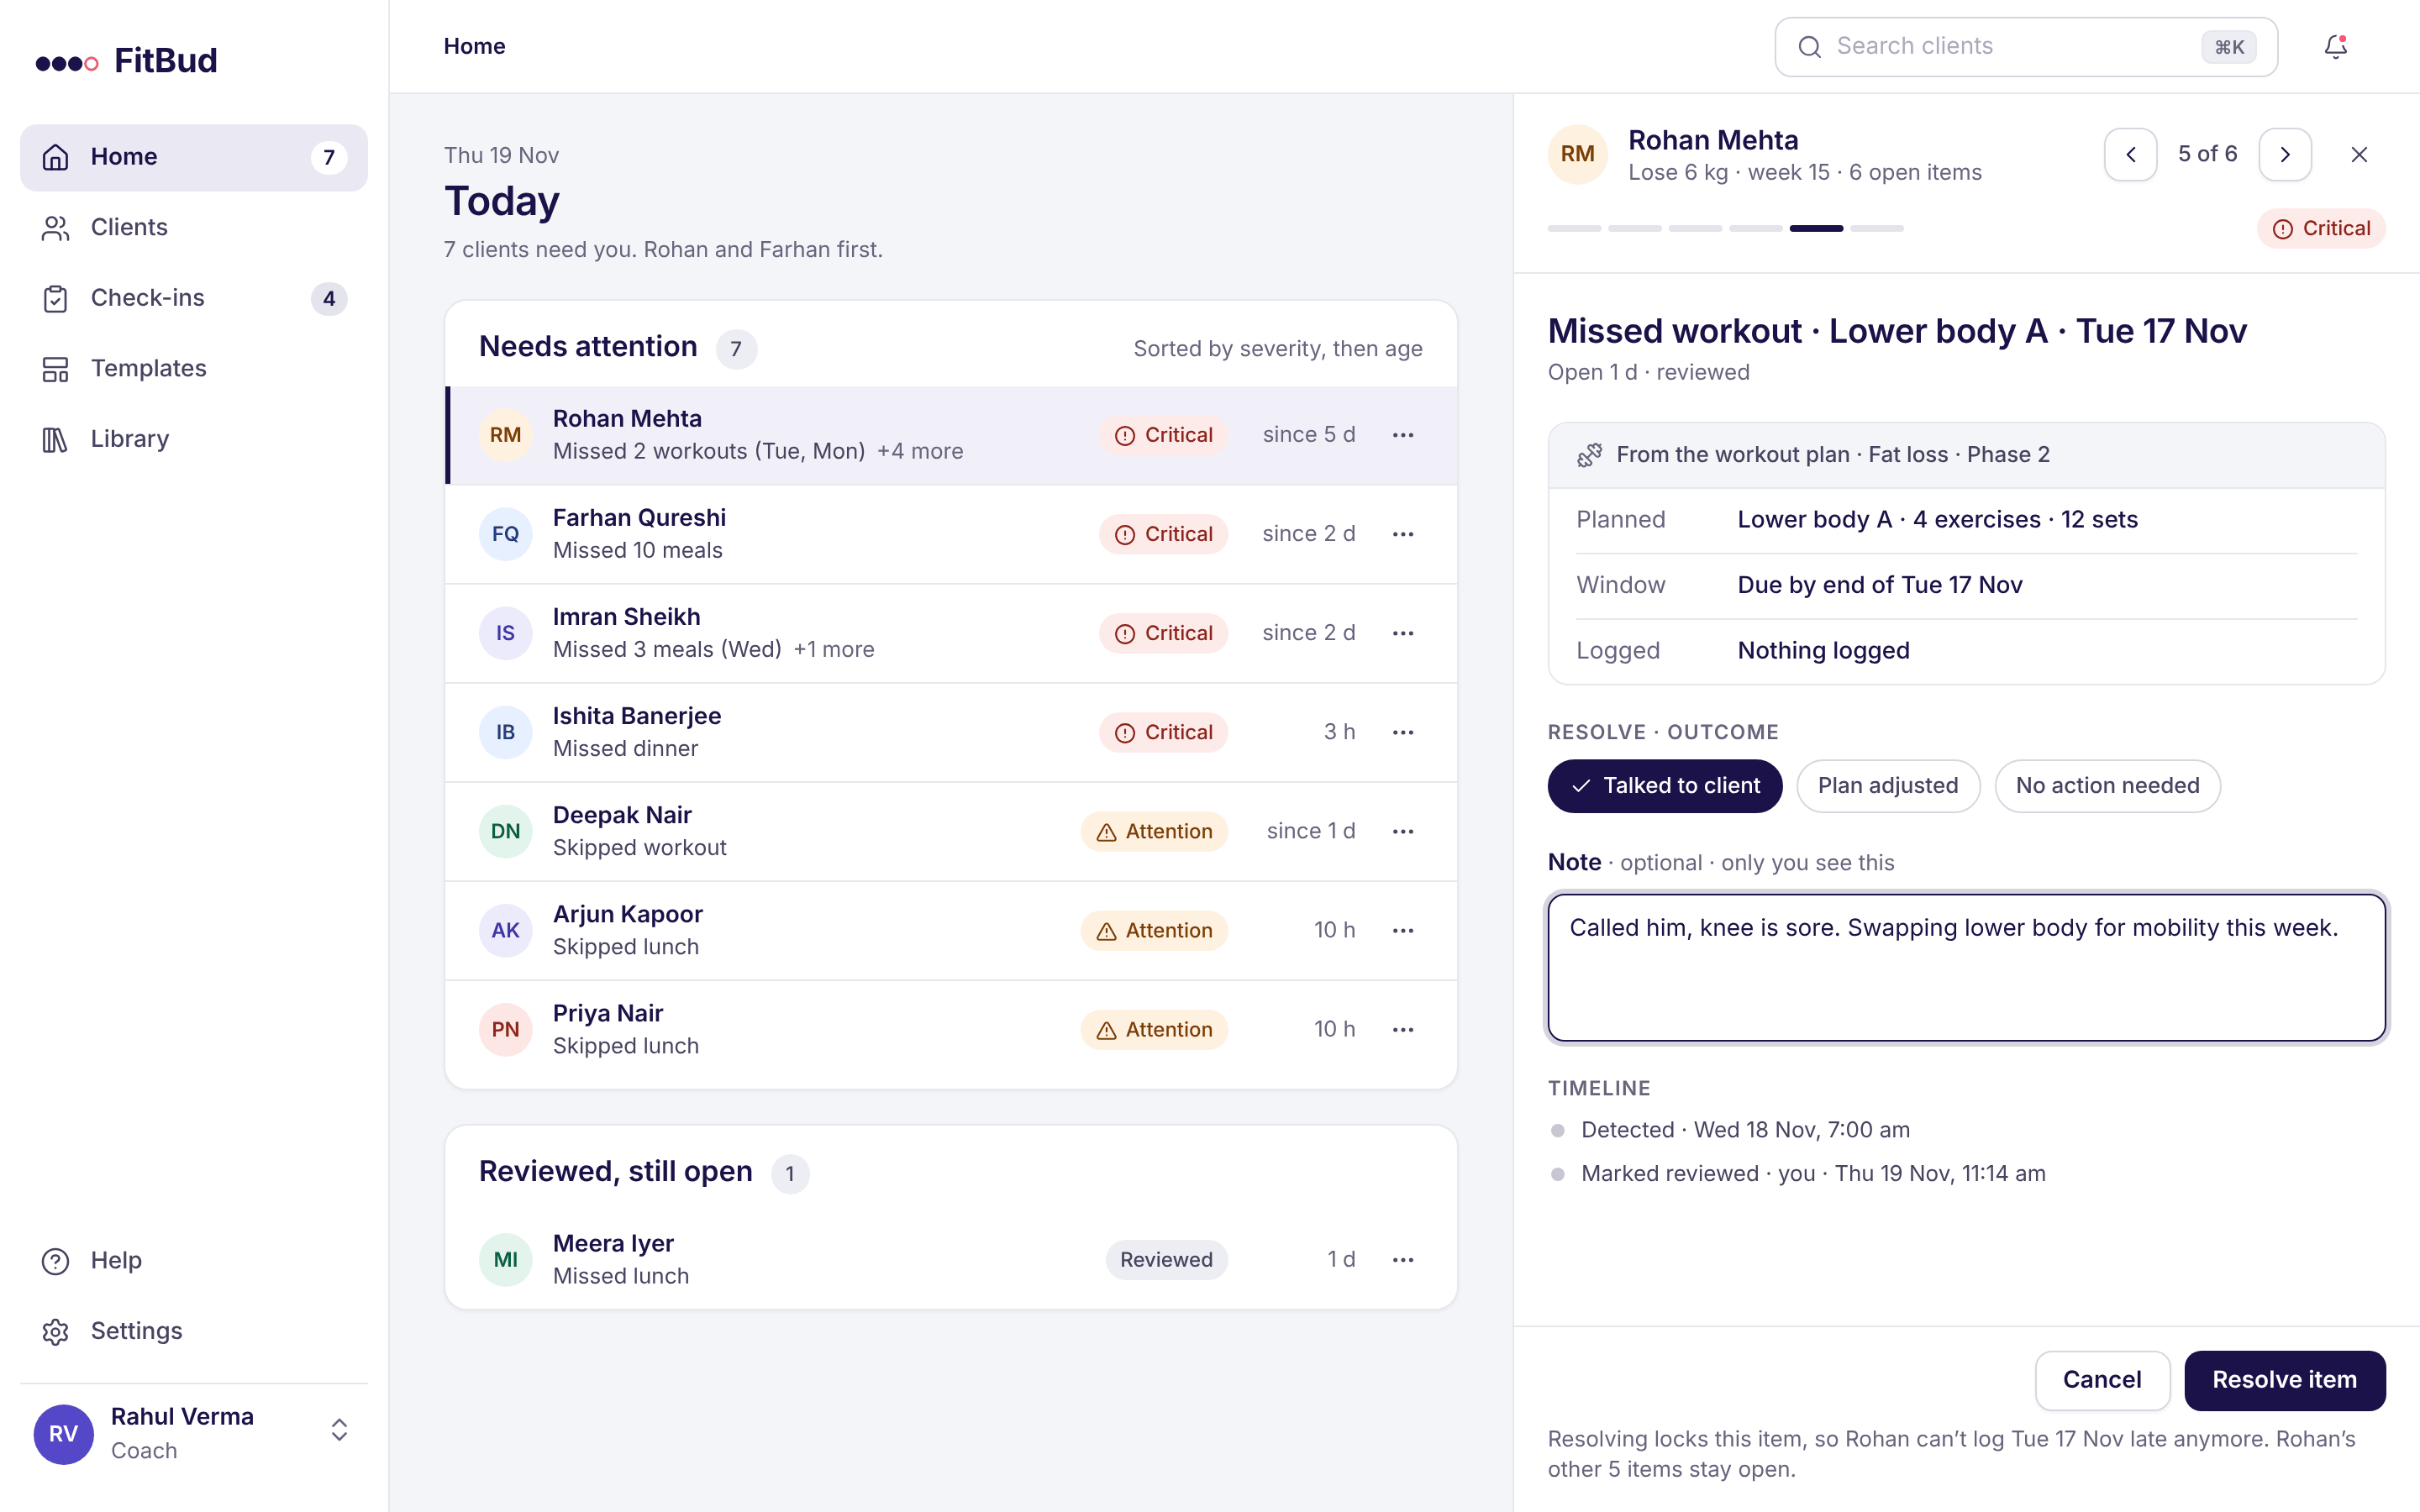 FitBud
Home 7
Clients
Check-ins 4
Templates
Library
Help
Settings
RV
Rahul Verma
Coach
Home
Search clients
⌘K
Thu 19 Nov
Today
7 clients need you. Rohan and Farhan first.
Needs attention 7
Sorted by severity, then age
RM
Rohan Mehta
Missed 2 workouts (Tue, Mon) +4 more
Critical
since 5 d
FQ
Farhan Qureshi
Missed 10 meals
Critical
since 2 d
IS
Imran Sheikh
Missed 3 meals (Wed) +1 more
Critical
since 2 d
IB
Ishita Banerjee
Missed dinner
Critical
3 h
DN
Deepak Nair
Skipped workout
Attention
since 1 d
AK
Arjun Kapoor
Skipped lunch
Attention
10 h
PN
Priya Nair
Skipped lunch
Attention
10 h
Reviewed, still open 1
MI
Meera Iyer
Missed lunch
Reviewed
1 d
RM
Rohan Mehta
Lose 6 kg · week 15 · 6 open items
5 of 6
Critical
Missed workout · Lower body A · Tue 17 Nov
Open 1 d · reviewed
From the workout plan · Fat loss · Phase 2
Planned Lower body A · 4 exercises · 12 sets
Window Due by end of Tue 17 Nov
Logged Nothing logged
RESOLVE · OUTCOME
Talked to client
Plan adjusted
No action needed
Note · optional · only you see this
Called him, knee is sore. Swapping lower body for mobility this week.
TIMELINE
Detected · Wed 18 Nov, 7:00 am
Marked reviewed · you · Thu 19 Nov, 11:14 am
Cancel
Resolve item
Resolving locks this item, so Rohan can’t log Tue 17 Nov late anymore. Rohan’s
other 5 items stay open.